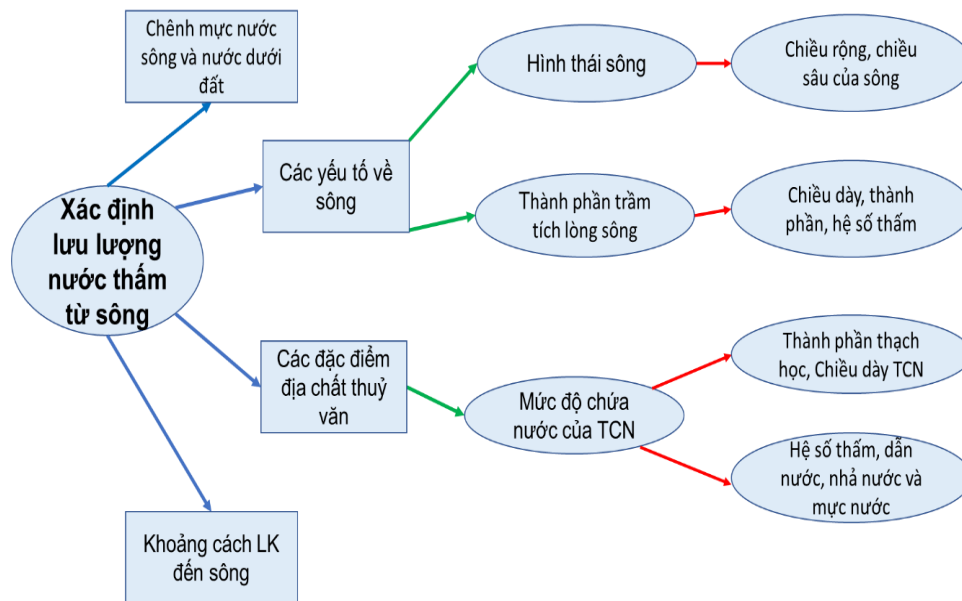 Chênh mực nước
sông và nước dưới
đất
Hình thái sông
Chiều rộng, chiều
sâu của sông
Các yếu tố về
sông
Thành phần trầm
tích lòng sông
Chiều dày, thành
phần, hệ số thấm
Xác định
lưu lượng
nước thấm
từ sông
Các đặc điểm
địa chất thuỷ
văn
Mức độ chứa
nước của TCN
Thành phần thạch
học, Chiều dày TCN
Hệ số thấm, dẫn
nước, nhả nước và
mực nước
Khoảng cách LK
đến sông